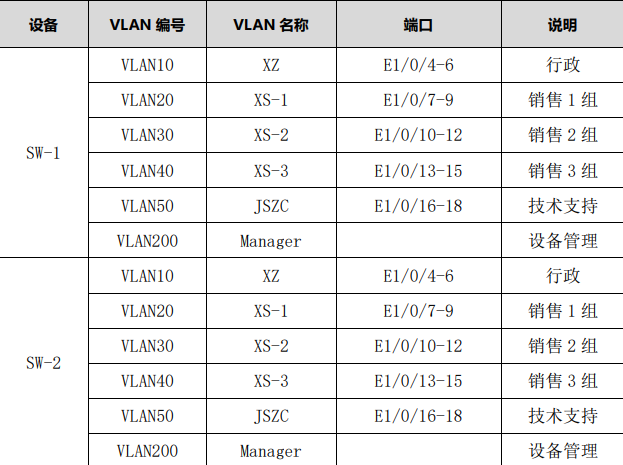 设备 VLAN 编号 VLAN 名称 端口 说明
VLAN10 XZ E1/0/4-6 行政
VLAN20 XS-1 E1/0/7-9 销售 1 组
VLAN30 XS-2 E1/0/10-12 销售 2 组
SW-1
VLAN40 XS-3 E1/0/13-15 销售 3 组
VLAN50 JSZC E1/0/16-18 技术支持
VLAN200 Manager 设备管理
VLAN10 XZ E1/0/4-6 行政
VLAN20 XS-1 E1/0/7-9 销售 1 组
VLAN30 XS-2 E1/0/10-12 销售 2 组
SW-2
VLAN40 XS-3 E1/0/13-15 销售 3 组
VLAN50 JSZC E1/0/16-18 技术支持
VLAN200 Manager 设备管理